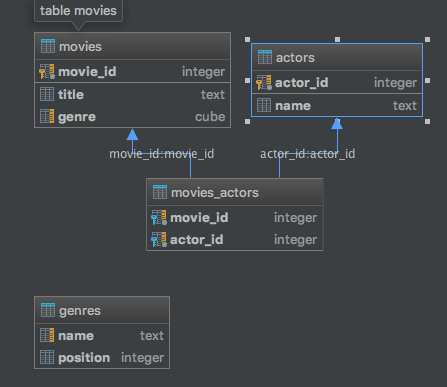 table movies
movies
movie_id integer
title text
genre cube
actors
actor_id integer
name text
movie_id:movie_id
actor_id:actor_id
movies_actors
movie_id integer
actor_id integer
genres
name text
position integer